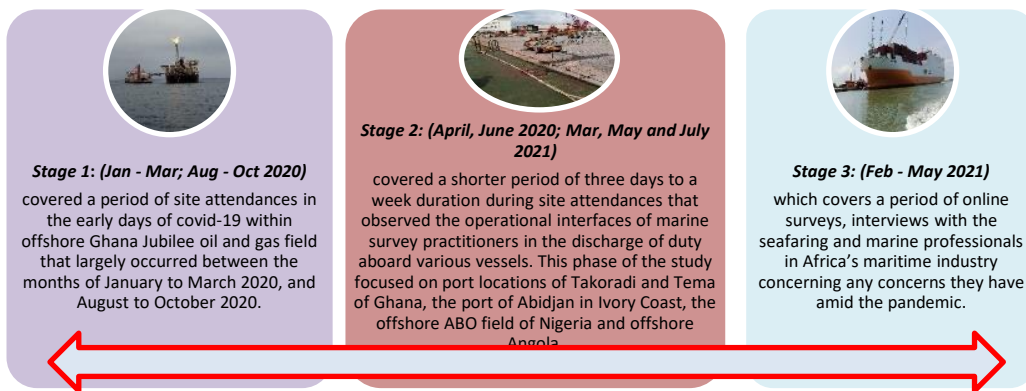 Stage 1: (Jan - Mar; Aug - Oct 2020)
covered a period of site attendances in
the early days of covid-19 within
offshore Ghana Jubilee oil and gas field
that largely occurred between the
months of January to March 2020, and
August to October 2020.
Stage 2: (April, June 2020; Mar, May and July
2021)
covered a shorter period of three days to a
week duration during site attendances that
observed the operational interfaces of marine
survey practitioners in the discharge of duty
aboard various vessels. This phase of the study
focused on port locations of Takoradi and Tema
of Ghana, the port of Abidjan in Ivory Coast, the
offshore ABO field of Nigeria and offshore
Angola
Stage 3: (Feb - May 2021)
which covers a period of online
surveys, interviews with the
seafaring and marine professionals
in Africa's maritime industry
concerning any concerns they have
amid the pandemic.